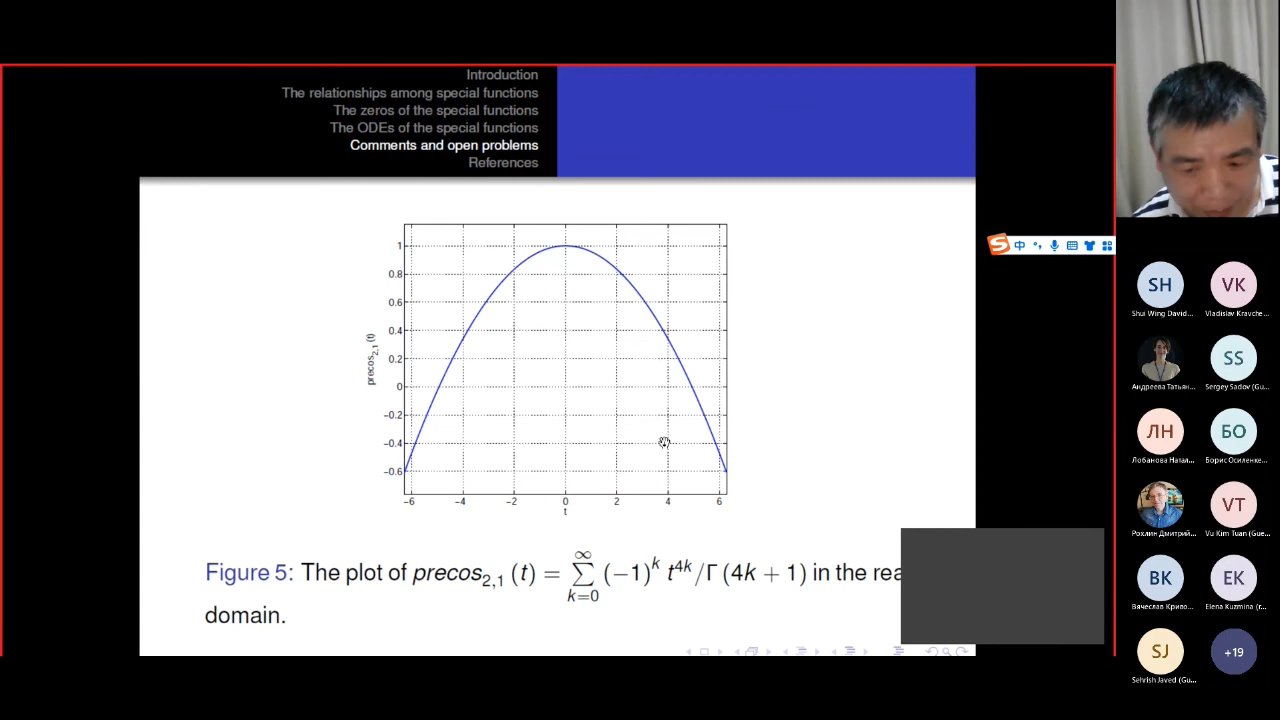 Introduction
The relationships among special functions
The zeros of the special functions
The ODEs of the special functions
Comments and open problems
References
precos2,1 (t)
1
0.8
0.6
0.4
0.2
0
−0.2
−0.4
−0.6
−6 −4 −2 0 2 4 6
t
Figure 5: The plot of precos2,1 (t) = ∞ ∑ k=0 (−1)^k t^4k/Γ (4k + 1) in the rea
domain.
中
SH VK
Shui Wing David... Vladislav Kravche...
SS
Андреева Татьян... Sergey Sadov (Gu...
ЛН БО
Лобанова Натал... Борис Осиленке...
VT
Рохлин Дмитрий... Vu Kim Tuan (Gue...
ВК EK
Вячеслав Криво... Elena Kuzmina (r...
SJ +19
Sehrish Javed (Gu...